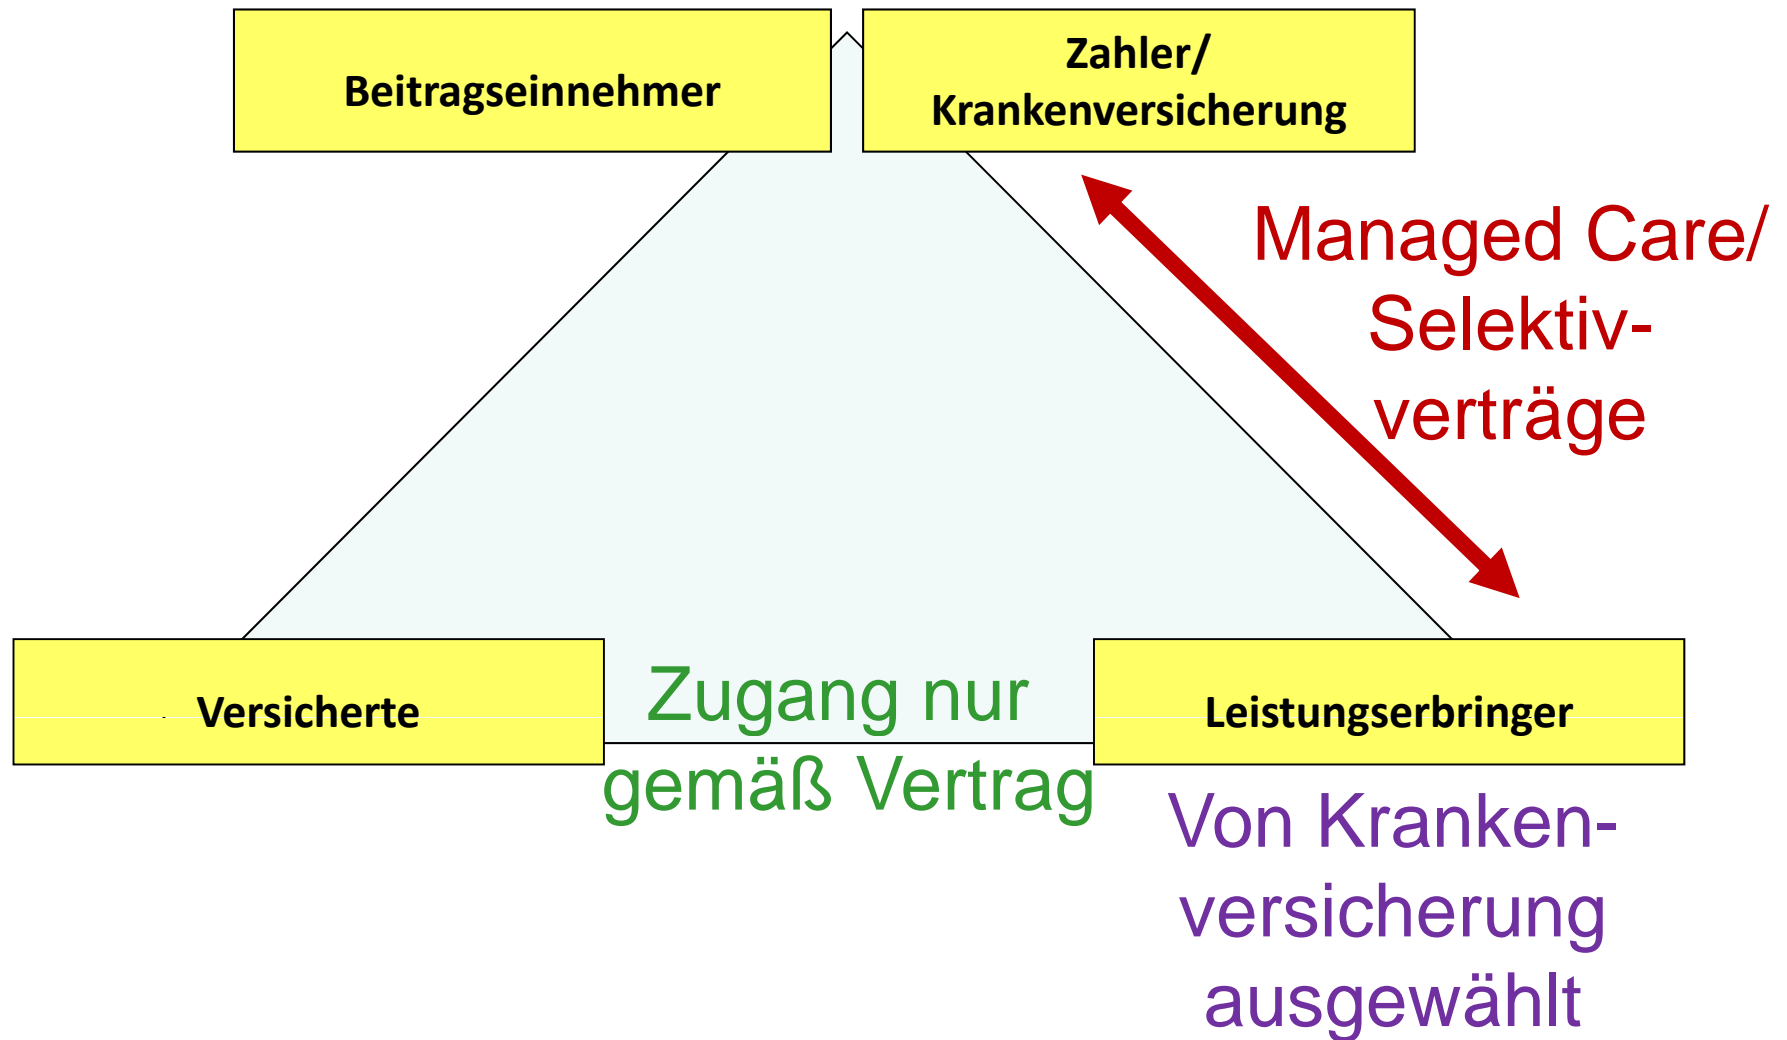 Beitragseinnehmer
Zahler/
Krankenversicherung
Managed Care/
Selektiv-
verträge
- Versicherte
Zugang nur
gemäß Vertrag
Leistungserbringer
Von Kranken-
versicherung
ausgewählt